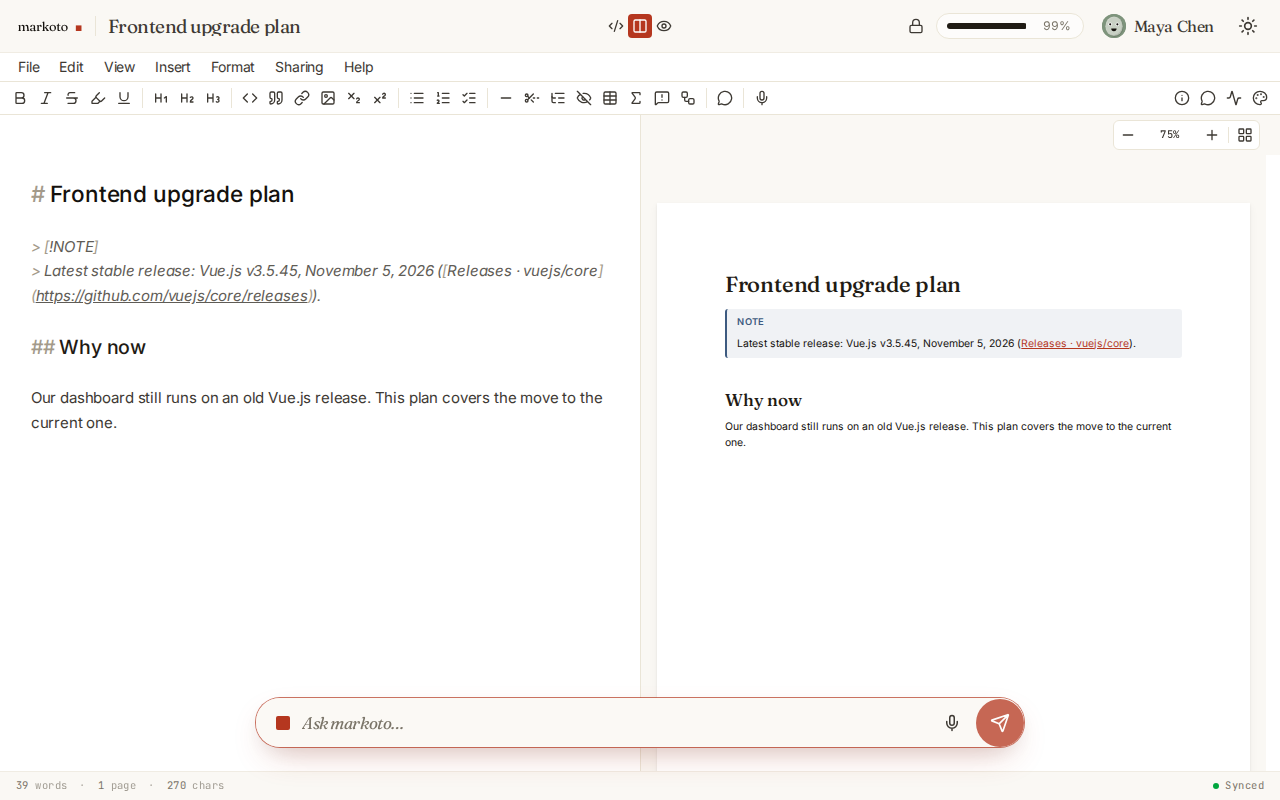 markoto
Frontend upgrade plan
99%
Maya Chen
File Edit View Insert Format Sharing Help
H1 H2 H3
75%
# Frontend upgrade plan
> [!NOTE]
> Latest stable release: Vue.js v3.5.45, November 5, 2026 ([Releases · vuejs/core]
(https://github.com/vuejs/core/releases)).
## Why now
Our dashboard still runs on an old Vue.js release. This plan covers the move to the
current one.
Frontend upgrade plan
NOTE
Latest stable release: Vue.js v3.5.45, November 5, 2026 (Releases · vuejs/core).
Why now
Our dashboard still runs on an old Vue.js release. This plan covers the move to the current
one.
Ask markoto...
39 words · 1 page · 270 chars
Synced